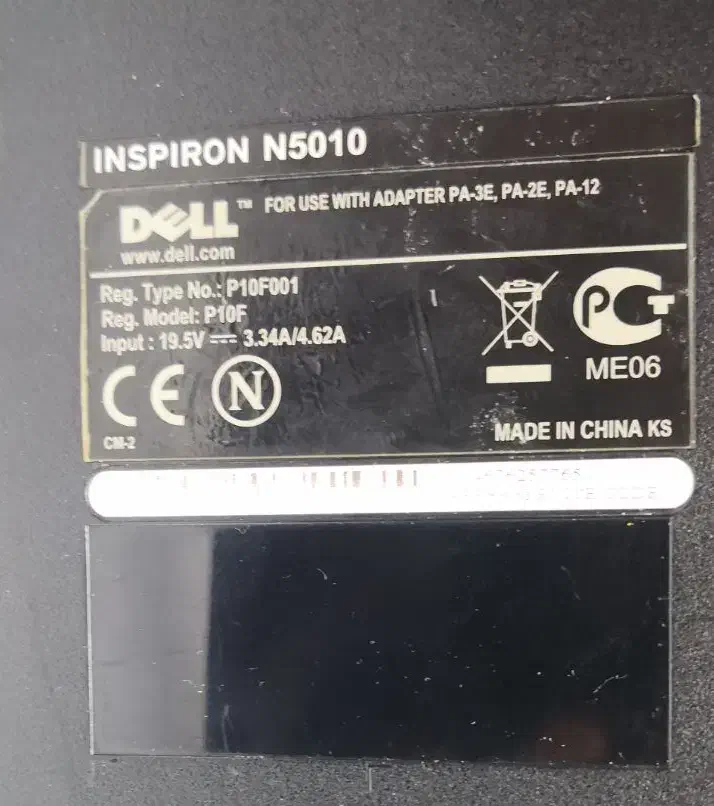 INSPIRON N5010
DELL™ FOR USE WITH ADAPTER PA-3E, PA-2E, PA-12
www.dell.com
Reg. Type No.: P10F001
Reg. Model: P10F
Input : 19.5V ⎓ 3.34A/4.62A
CE N
CM-2
PCT
ME06
MADE IN CHINA KS